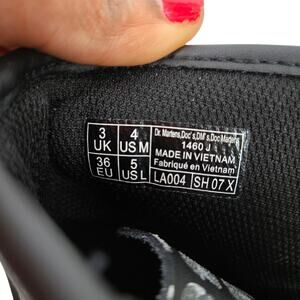 3 UK
4 US M
36 EU
5 US L
Dr. Martens, Doc's, DM's, Doc Martens
1460 J
MADE IN VIETNAM
Fabriqué en Vietnam
LA004
SH 07 X